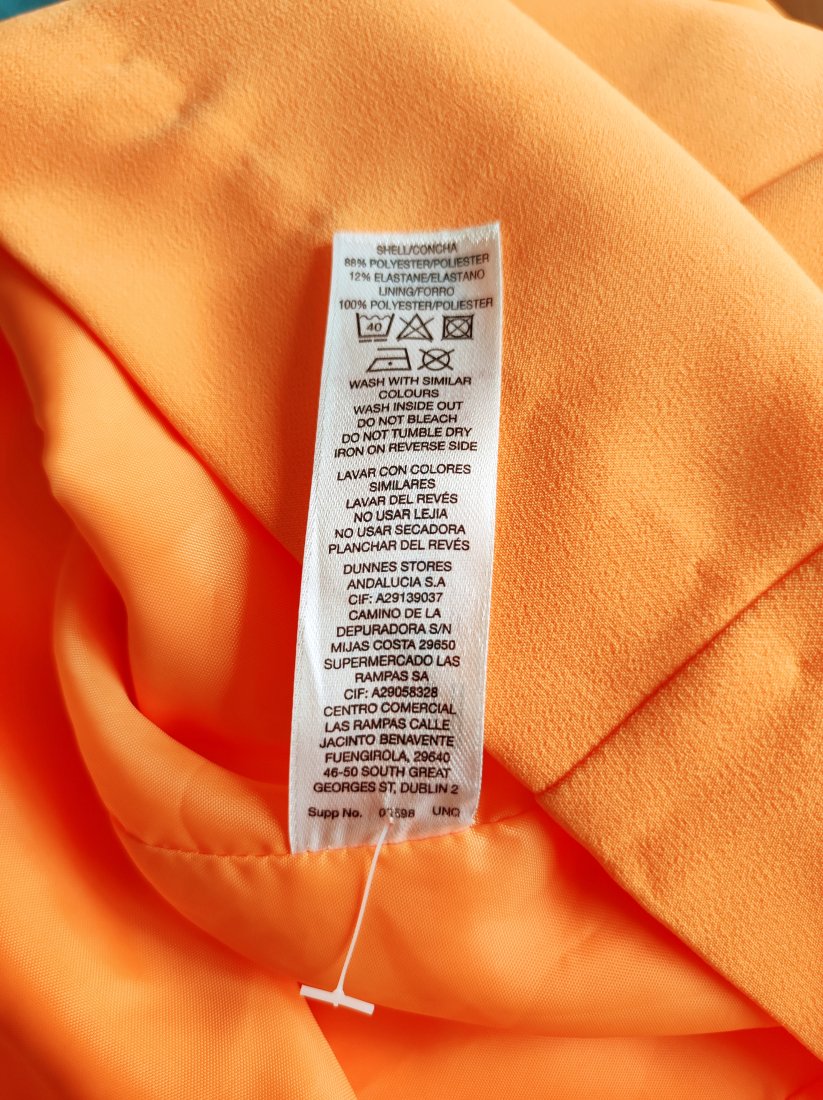 SHELL/CONCHA
88% POLYESTER/POLIESTER
12% ELASTANE/ELASTANO
LINING/FORRO
100% POLYESTER/POLIESTER
40
WASH WITH SIMILAR
COLOURS
WASH INSIDE OUT
DO NOT BLEACH
DO NOT TUMBLE DRY
IRON ON REVERSE SIDE
LAVAR CON COLORES
SIMILARES
LAVAR DEL REVÉS
NO USAR LEJIA
NO USAR SECADORA
PLANCHAR DEL REVÉS
DUNNES STORES
ANDALUCIA S.A
CIF: A29139037
CAMINO DE LA
DEPURADORA S/N
MIJAS COSTA 29650
SUPERMERCADO LAS
RAMPAS SA
CIF: A29058328
CENTRO COMERCIAL
LAS RAMPAS CALLE
JACINTO BENAVENTE
FUENGIROLA, 29640
46-50 SOUTH GREAT
GEORGES ST, DUBLIN 2
Supp No. UNQ